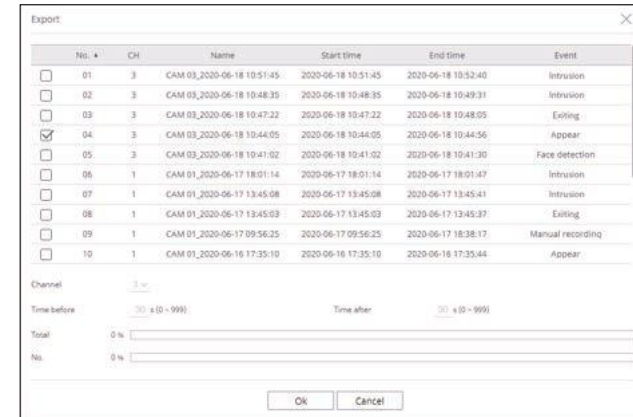 Export
No. ▲ CH Name Start time End time Event
01 3 CAM 03_2020-06-18 10:51:45 2020-06-18 10:51:45 2020-06-18 10:52:40 Intrusion
02 3 CAM 03_2020-06-18 10:48:35 2020-06-18 10:48:35 2020-06-18 10:49:31 Intrusion
03 3 CAM 03_2020-06-18 10:47:22 2020-06-18 10:47:22 2020-06-18 10:48:05 Exiting
04 3 CAM 03_2020-06-18 10:44:05 2020-06-18 10:44:05 2020-06-18 10:44:56 Appear
05 3 CAM 03_2020-06-18 10:41:02 2020-06-18 10:41:02 2020-06-18 10:41:30 Face detection
06 1 CAM 01_2020-06-17 18:01:14 2020-06-17 18:01:14 2020-06-17 18:01:47 Intrusion
07 1 CAM 01_2020-06-17 13:45:08 2020-06-17 13:45:08 2020-06-17 13:45:41 Intrusion
08 1 CAM 01_2020-06-17 13:45:03 2020-06-17 13:45:03 2020-06-17 13:45:37 Exiting
09 1 CAM 01_2020-06-17 09:56:25 2020-06-17 09:56:25 2020-06-17 18:38:17 Manual recording
10 1 CAM 01_2020-06-16 17:35:10 2020-06-16 17:35:10 2020-06-16 17:35:44 Appear
Channel 3
Time before 30 s (0 ~ 999) Time after 30 s (0 ~ 999)
Total 0 %
No. 0 %
Ok Cancel